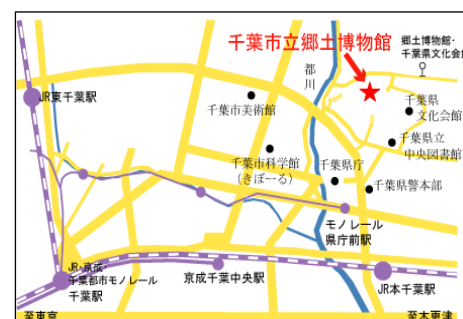 千葉市立郷土博物館
郷土博物館・
千葉県文化会館
都
川
JR東千葉駅
千葉市美術館
千葉県
文化会館
千葉県立
中央図書館
千葉市科学館
(きぼーる)
千葉県庁
千葉県警本部
モノレール
県庁前駅
JR・京成・
千葉都市モノレール
千葉駅
京成千葉中央駅
JR本千葉駅
至東京
至木更津